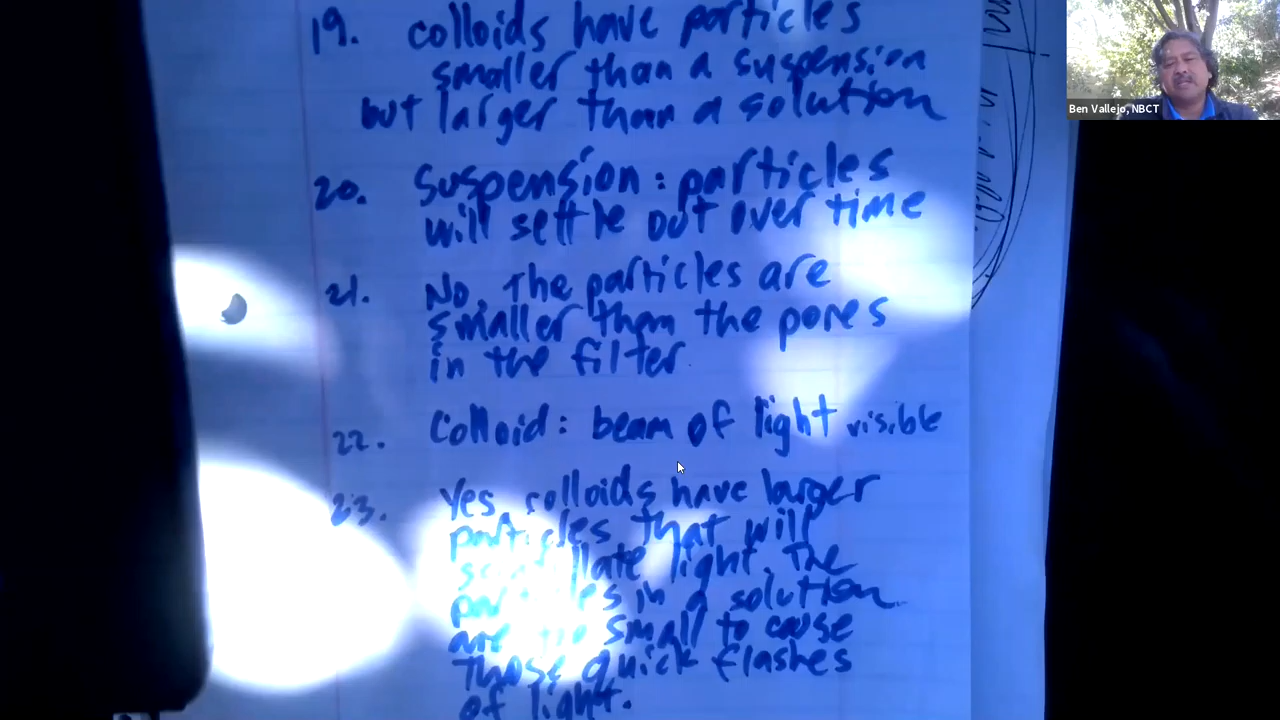 19. colloids have particles
smaller than a suspension
but larger than a solution
20. Suspension: particles
will settle out over time
21. No, The particles are
smaller than the pores
in the filter
22. Colloid: beam of light visible
23. Yes, colloids have larger
particles that will
light. The
particles in a solution
are too small to cause
those quick flashes
of light.
Ben Vallejo, NBCT